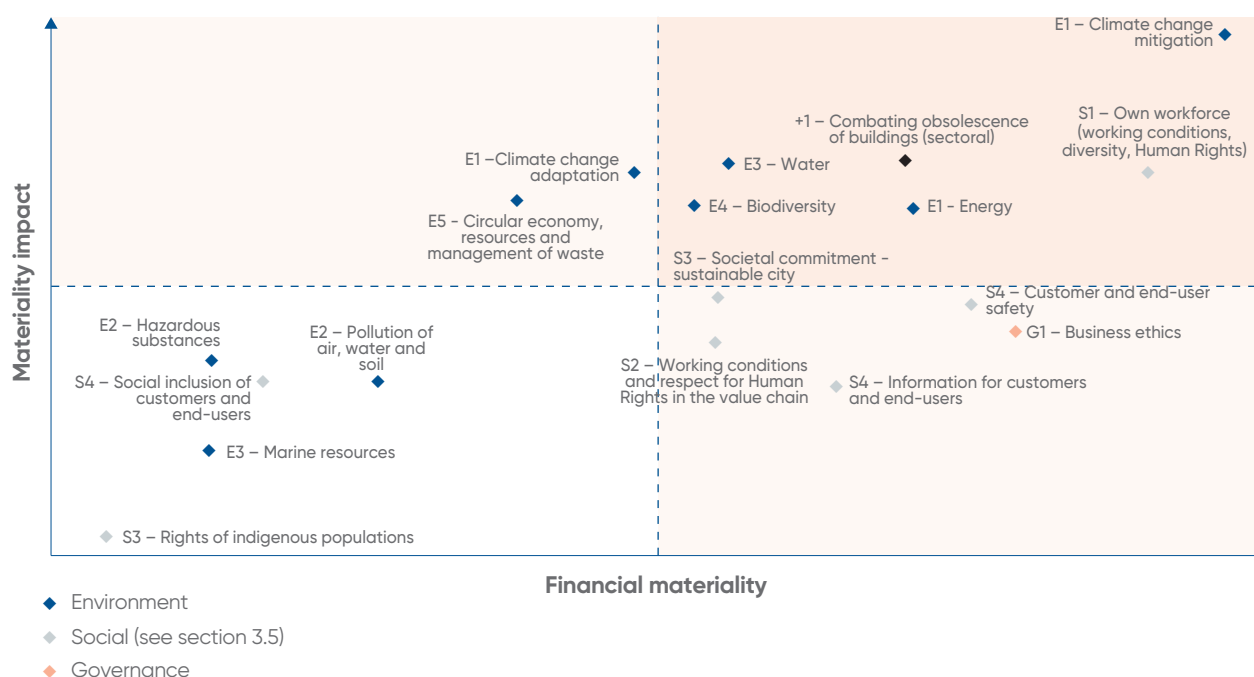 E1 – Climate change
mitigation
S1 – Own workforce
(working conditions,
diversity, Human Rights)
+1 – Combating obsolescence
of buildings (sectoral)
E1 –Climate change
adaptation
E3 – Water
E5 - Circular economy,
resources and
management of waste
E4 – Biodiversity
E1 - Energy
S3 – Societal commitment -
sustainable city
Materiality impact
S4 – Customer and end-user
safety
G1 – Business ethics
E2 – Hazardous
substances
E2 – Pollution of
air, water and
soil
S4 – Social inclusion of
customers and
end-users
S2 – Working conditions
and respect for Human
Rights in the value chain
S4 – Information for customers
and end-users
E3 – Marine resources
S3 – Rights of indigenous populations
Financial materiality
Environment
Social (see section 3.5)
Governance